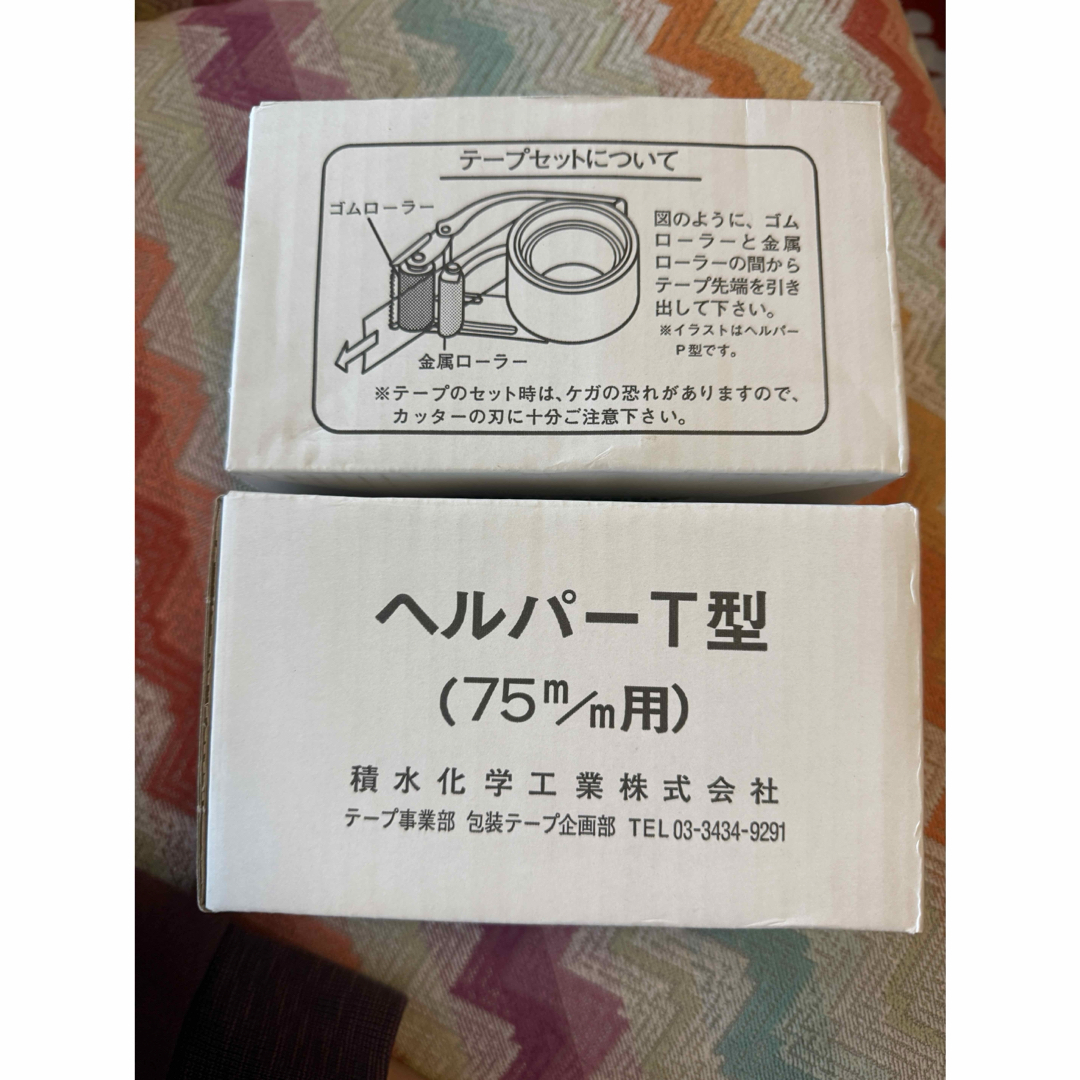 テープセットについて
ゴムローラー
図のように、ゴム
ローラーと金属
ローラーの間から
テープ先端を引き
出して下さい。
※イラストはヘルパー
P型です。
金属ローラー
※テープのセット時は、ケガの恐れがありますので、
カッターの刃に十分ご注意下さい。
ヘルパーT型
(75m/m用)
積水化学工業株式会社
テープ事業部 包装テープ企画部 TEL 03-3434-9291